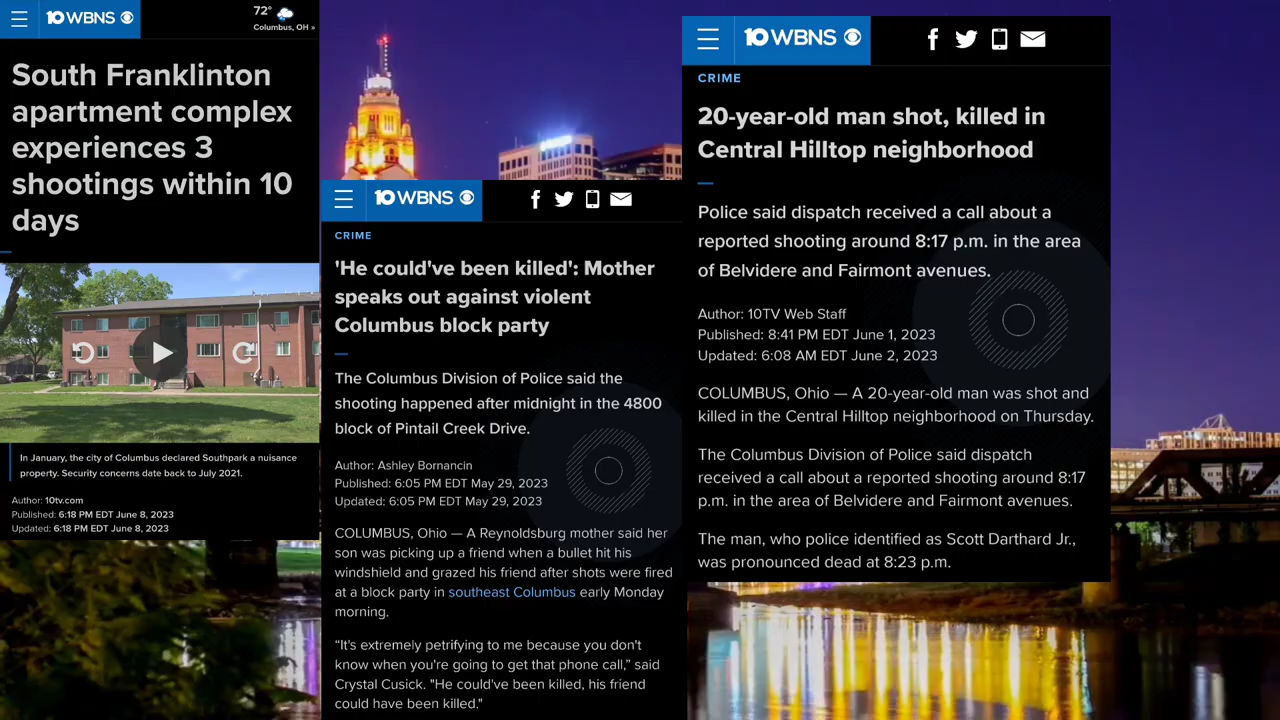 10 WBNS
72°
Columbus, OH »
South Franklinton
apartment complex
experiences 3
shootings within 10
days
In January, the city of Columbus declared Southpark a nuisance
property. Security concerns date back to July 2021.
Author: 10tv.com
Published: 6:18 PM EDT June 8, 2023
Updated: 6:18 PM EDT June 8, 2023
10 WBNS
CRIME
'He could've been killed': Mother
speaks out against violent
Columbus block party
The Columbus Division of Police said the
shooting happened after midnight in the 4800
block of Pintail Creek Drive.
Author: Ashley Bornancin
Published: 6:05 PM EDT May 29, 2023
Updated: 6:05 PM EDT May 29, 2023
COLUMBUS, Ohio — A Reynoldsburg mother said her
son was picking up a friend when a bullet hit his
windshield and grazed his friend after shots were fired
at a block party in southeast Columbus early Monday
morning.
“It's extremely petrifying to me because you don't
know when you're going to get that phone call,” said
Crystal Cusick. "He could've been killed, his friend
could have been killed."
10 WBNS
CRIME
20-year-old man shot, killed in
Central Hilltop neighborhood
Police said dispatch received a call about a
reported shooting around 8:17 p.m. in the area
of Belvidere and Fairmont avenues.
Author: 10TV Web Staff
Published: 8:41 PM EDT June 1, 2023
Updated: 6:08 AM EDT June 2, 2023
COLUMBUS, Ohio — A 20-year-old man was shot and
killed in the Central Hilltop neighborhood on Thursday.
The Columbus Division of Police said dispatch
received a call about a reported shooting around 8:17
p.m. in the area of Belvidere and Fairmont avenues.
The man, who police identified as Scott Darthard Jr.,
was pronounced dead at 8:23 p.m.